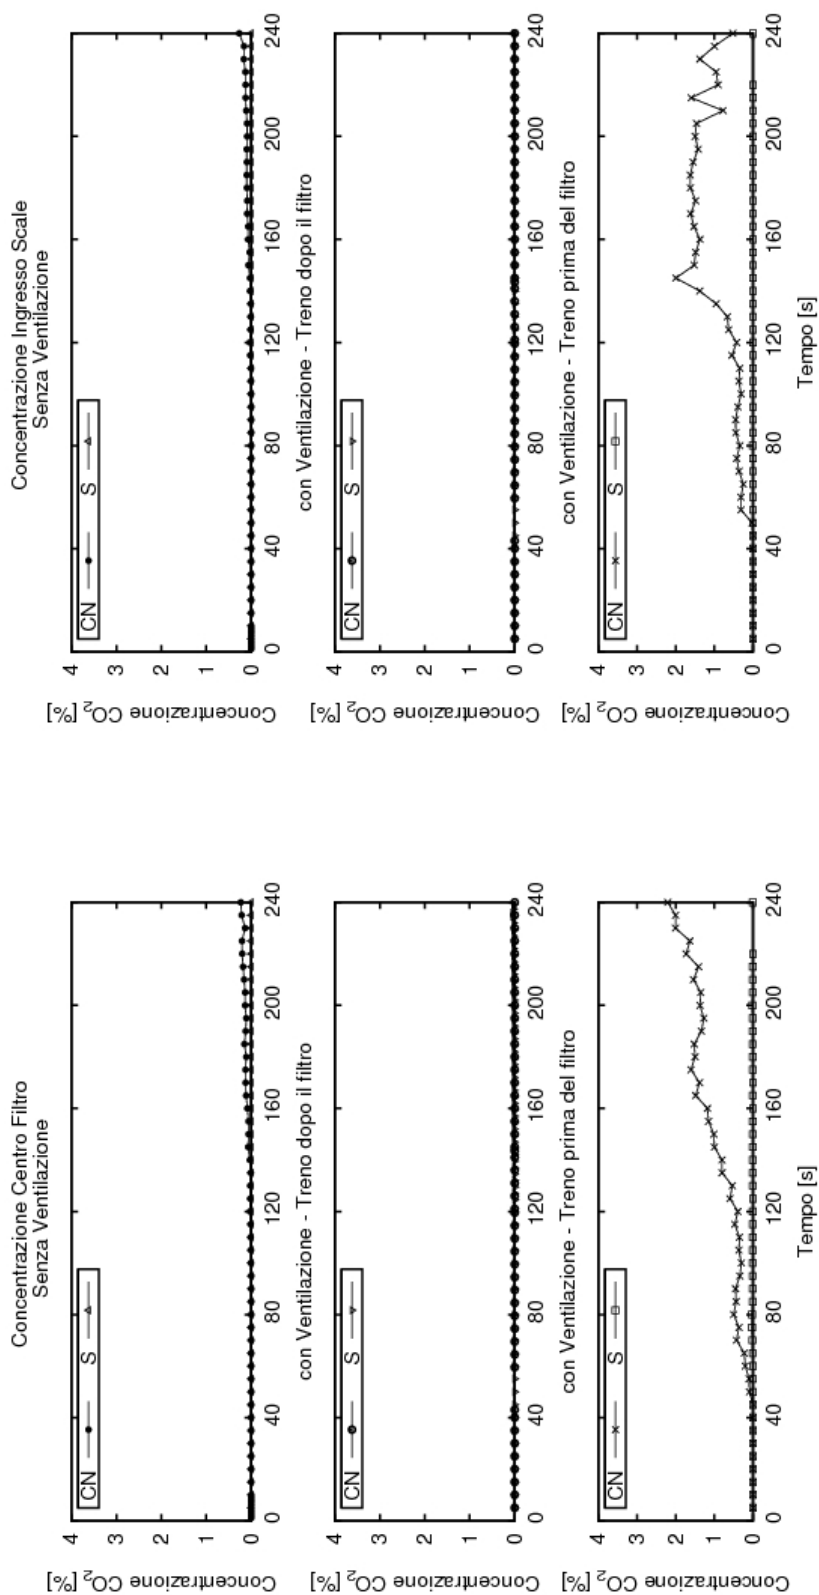 Concentrazione Centro Filtro
Senza Ventilazione
CN S
Concentrazione CO₂ [%]
4
3
2
1
0
0 40 80 120 160 200 240
con Ventilazione - Treno dopo il filtro
CN S
Concentrazione CO₂ [%]
4
3
2
1
0
0 40 80 120 160 200 240
con Ventilazione - Treno prima del filtro
CN S
Concentrazione CO₂ [%]
4
3
2
1
0
0 40 80 120 160 200 240
Tempo [s]
Concentrazione Ingresso Scale
Senza Ventilazione
CN S
Concentrazione CO₂ [%]
4
3
2
1
0
0 40 80 120 160 200 240
con Ventilazione - Treno dopo il filtro
CN S
Concentrazione CO₂ [%]
4
3
2
1
0
0 40 80 120 160 200 240
con Ventilazione - Treno prima del filtro
CN S
Concentrazione CO₂ [%]
4
3
2
1
0
0 40 80 120 160 200 240
Tempo [s]